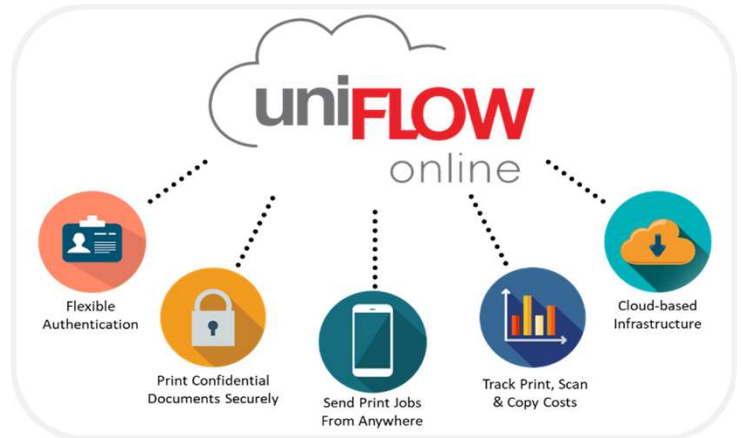 uniFLOW
online
Flexible
Authentication
Print Confidential
Documents Securely
Send Print Jobs
From Anywhere
Track Print, Scan
& Copy Costs
Cloud-based
Infrastructure